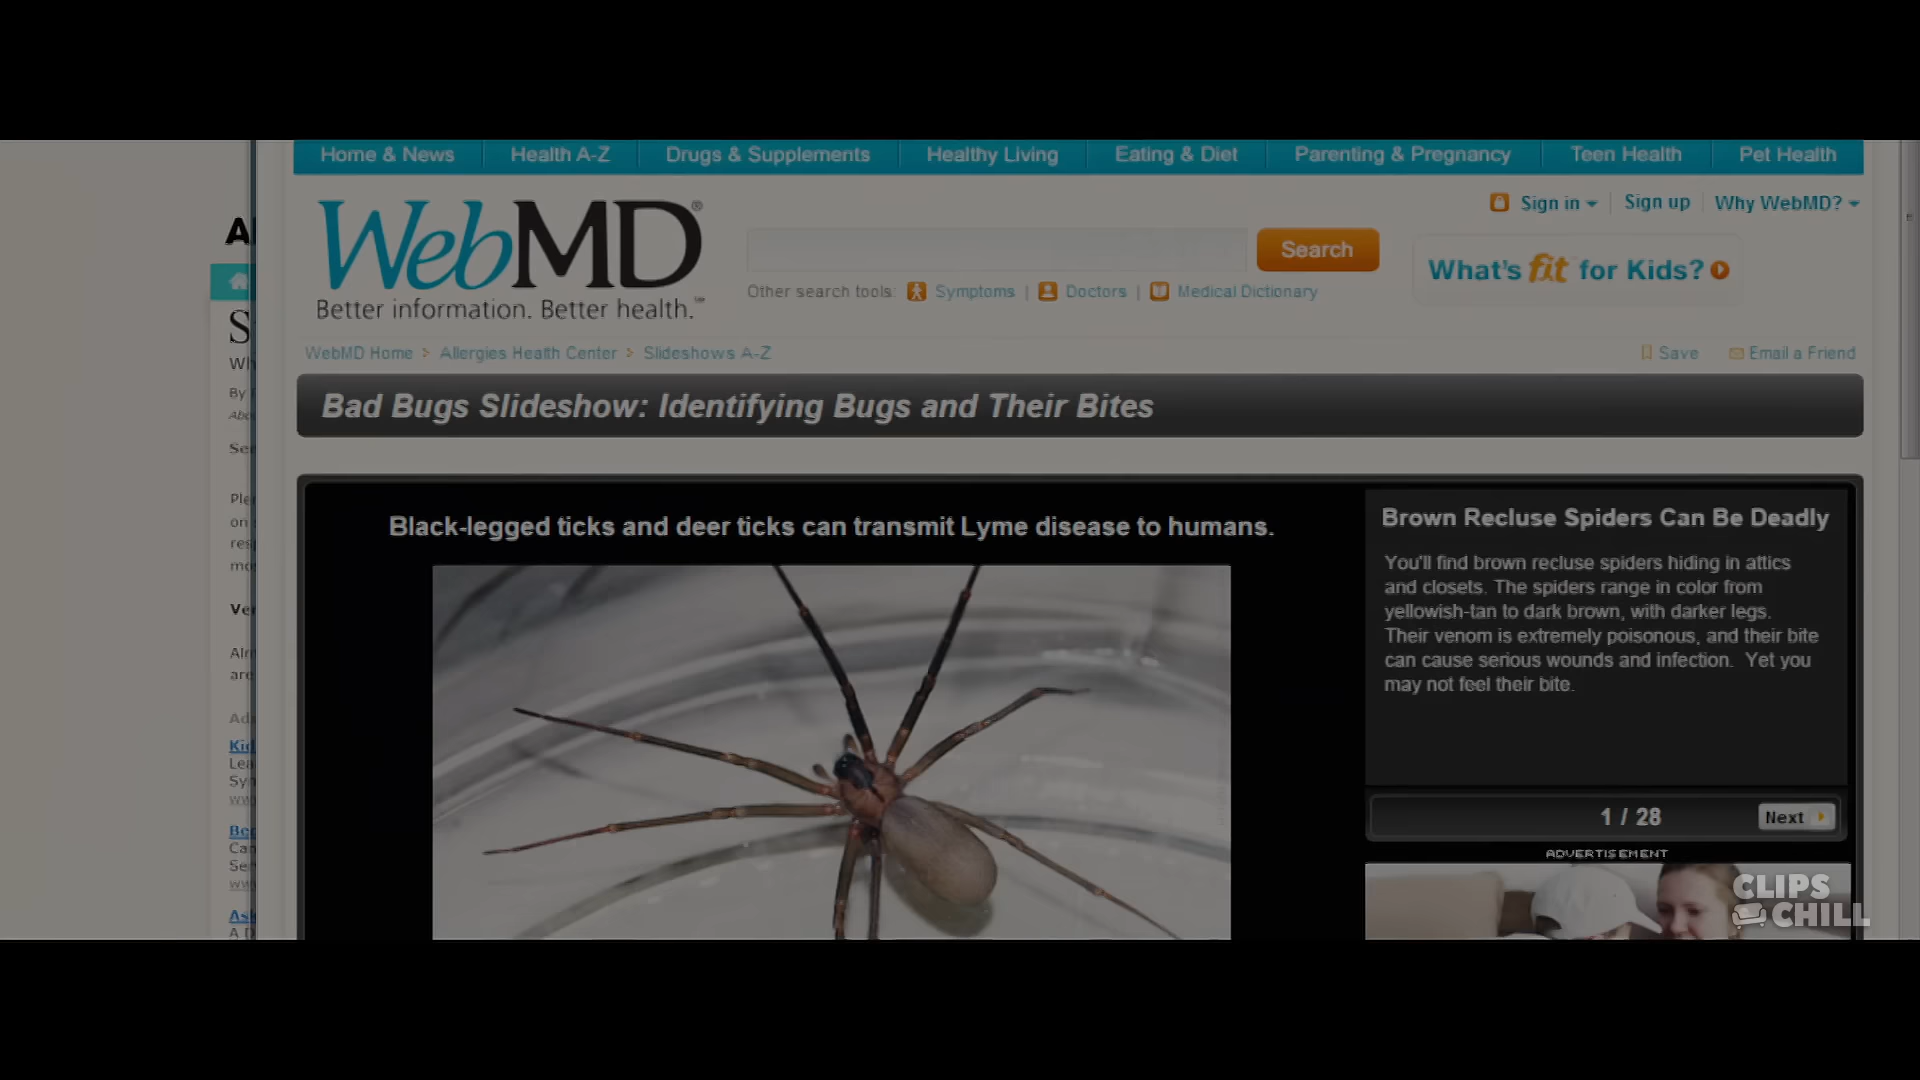 Home & News
Health A-Z
Drugs & Supplements
Healthy Living
Eating & Diet
Parenting & Pregnancy
Teen Health
Pet Health
Sign in
Sign up
Why WebMD?
WebMD®
Better information. Better health.
Search
What's fit for Kids?
Other search tools: Symptoms | Doctors | Medical Dictionary
WebMD Home > Allergies Health Center > Slideshows A-Z
Save
Email a Friend
Bad Bugs Slideshow: Identifying Bugs and Their Bites
Black-legged ticks and deer ticks can transmit Lyme disease to humans.
Brown Recluse Spiders Can Be Deadly
You'll find brown recluse spiders hiding in attics
and closets. The spiders range in color from
yellowish-tan to dark brown, with darker legs.
Their venom is extremely poisonous, and their bite
can cause serious wounds and infection. Yet you
may not feel their bite.
1 / 28
Next
ADVERTISEMENT
CLIPS
CHILL
By
on
are